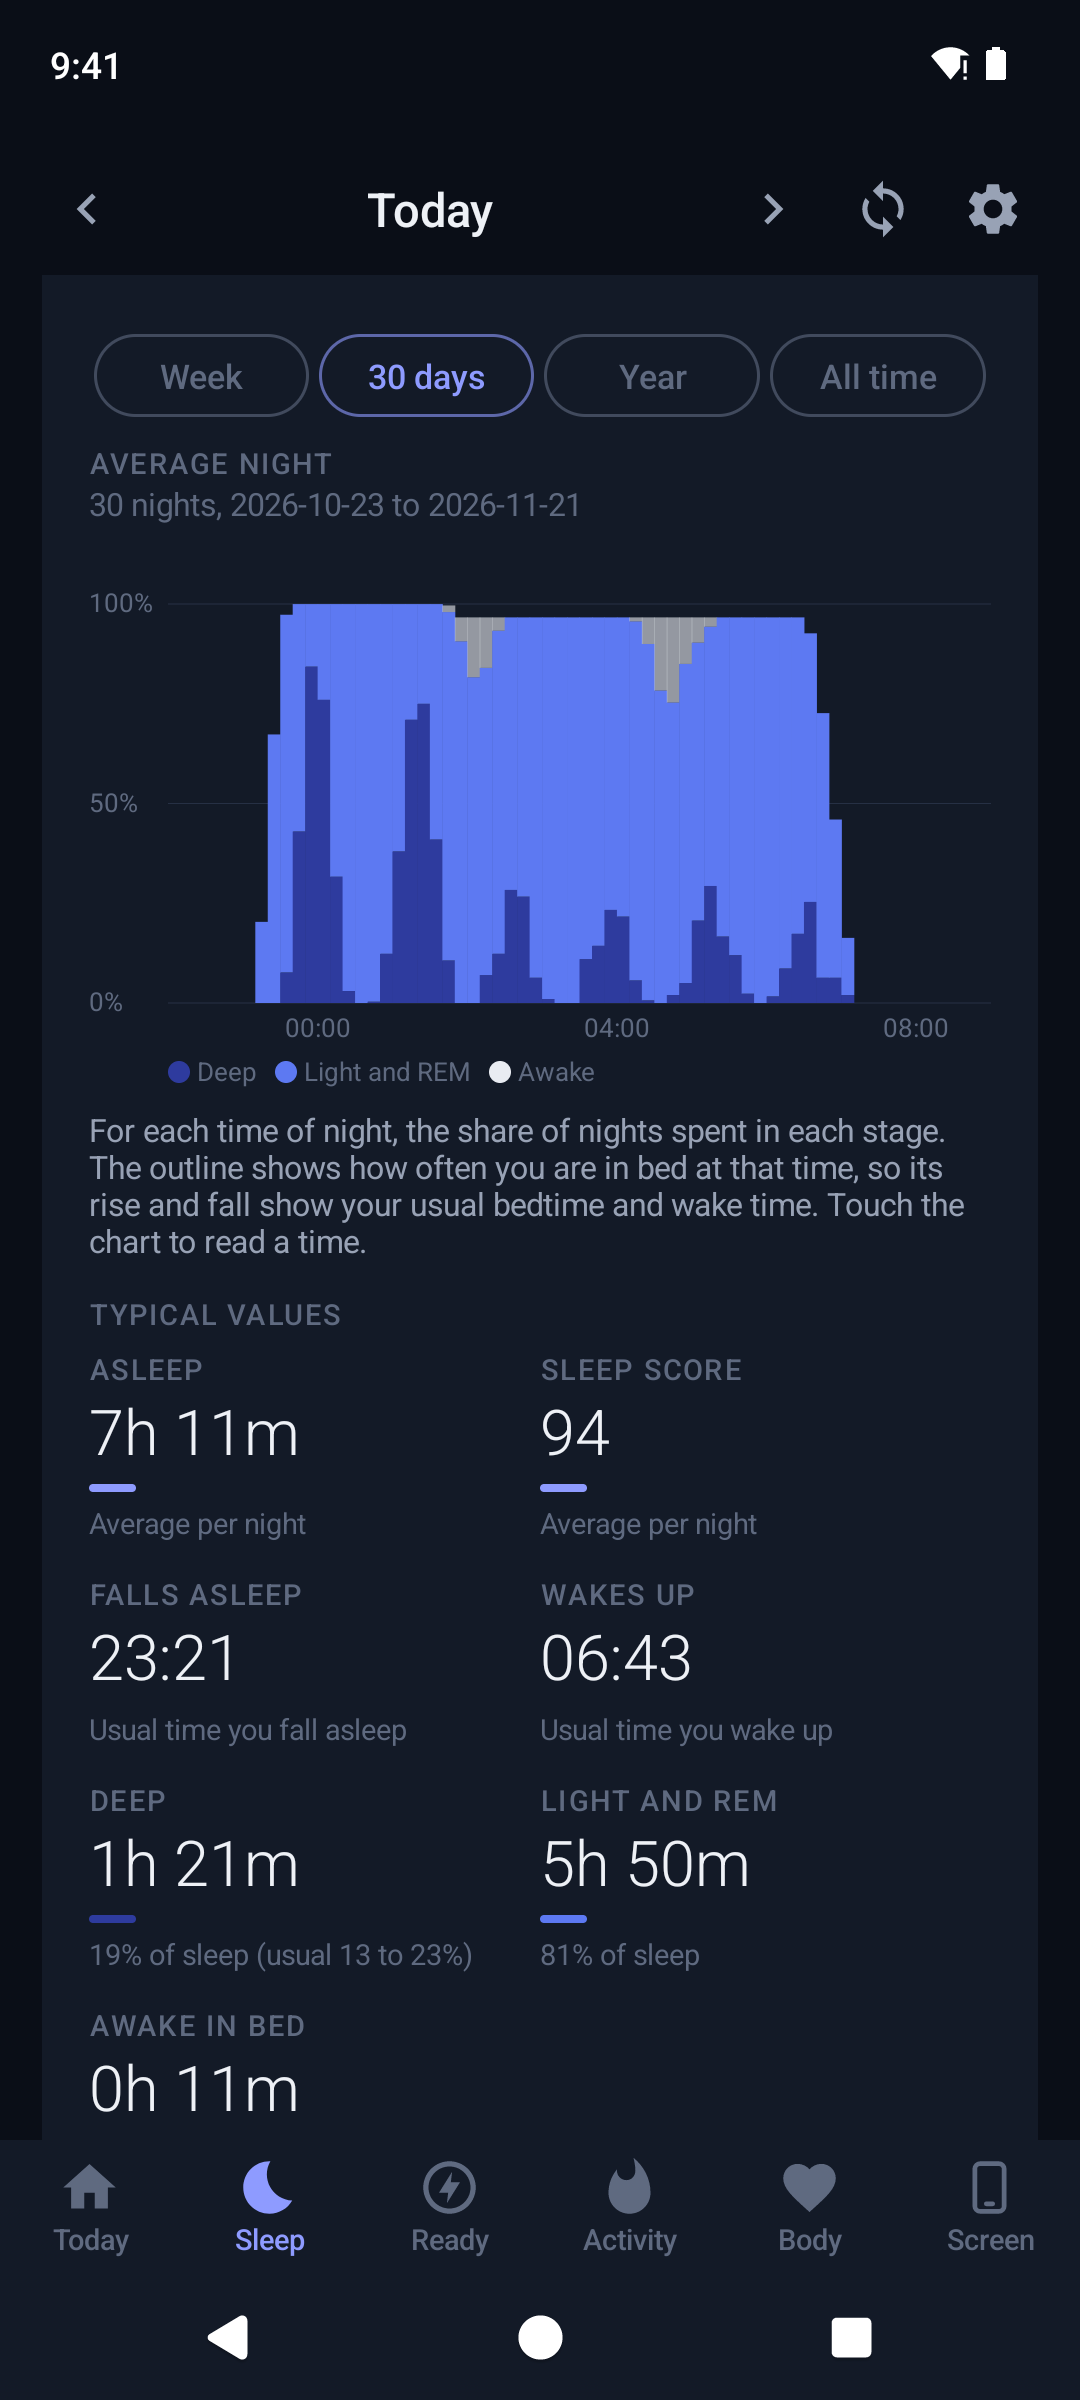 9:41
Today
Week
30 days
Year
All time
AVERAGE NIGHT
30 nights, 2026-10-23 to 2026-11-21
100%
50%
0%
00:00
04:00
08:00
Deep
Light and REM
Awake
For each time of night, the share of nights spent in each stage.
The outline shows how often you are in bed at that time, so its
rise and fall show your usual bedtime and wake time. Touch the
chart to read a time.
TYPICAL VALUES
ASLEEP
7h 11m
Average per night
SLEEP SCORE
94
Average per night
FALLS ASLEEP
23:21
Usual time you fall asleep
WAKES UP
06:43
Usual time you wake up
DEEP
1h 21m
19% of sleep (usual 13 to 23%)
LIGHT AND REM
5h 50m
81% of sleep
AWAKE IN BED
0h 11m
Today
Sleep
Ready
Activity
Body
Screen